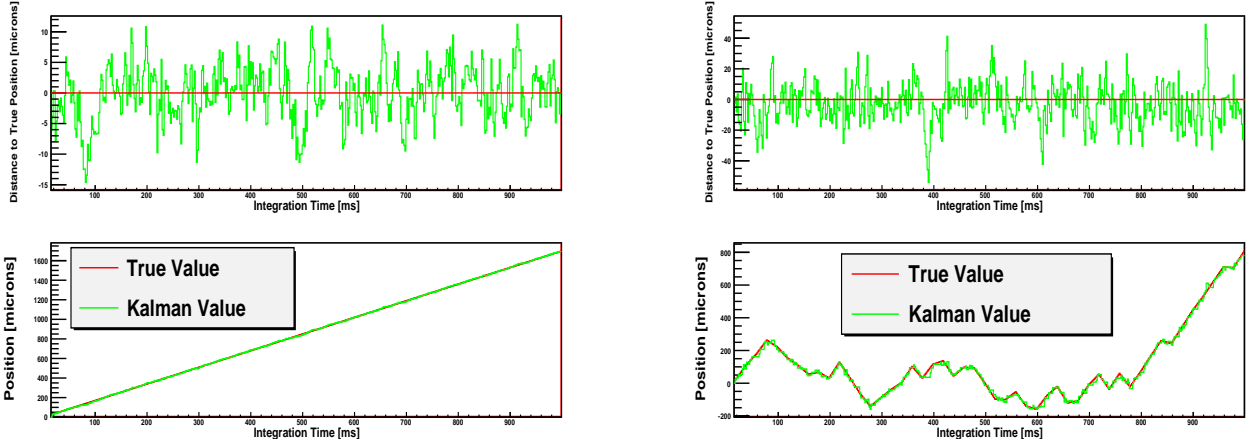 Distance to True Position [microns]
10
5
0
-5
-10
-15
100 200 300 400 500 600 700 800 900
Integration Time [ms]
Distance to True Position [microns]
40
20
0
-20
-40
100 200 300 400 500 600 700 800 900
Integration Time [ms]
Position [microns]
1600
1400
1200
1000
800
600
400
200
0
True Value
Kalman Value
100 200 300 400 500 600 700 800 900
Integration Time [ms]
Position [microns]
800
600
400
200
0
-200
True Value
Kalman Value
100 200 300 400 500 600 700 800 900
Integration Time [ms]